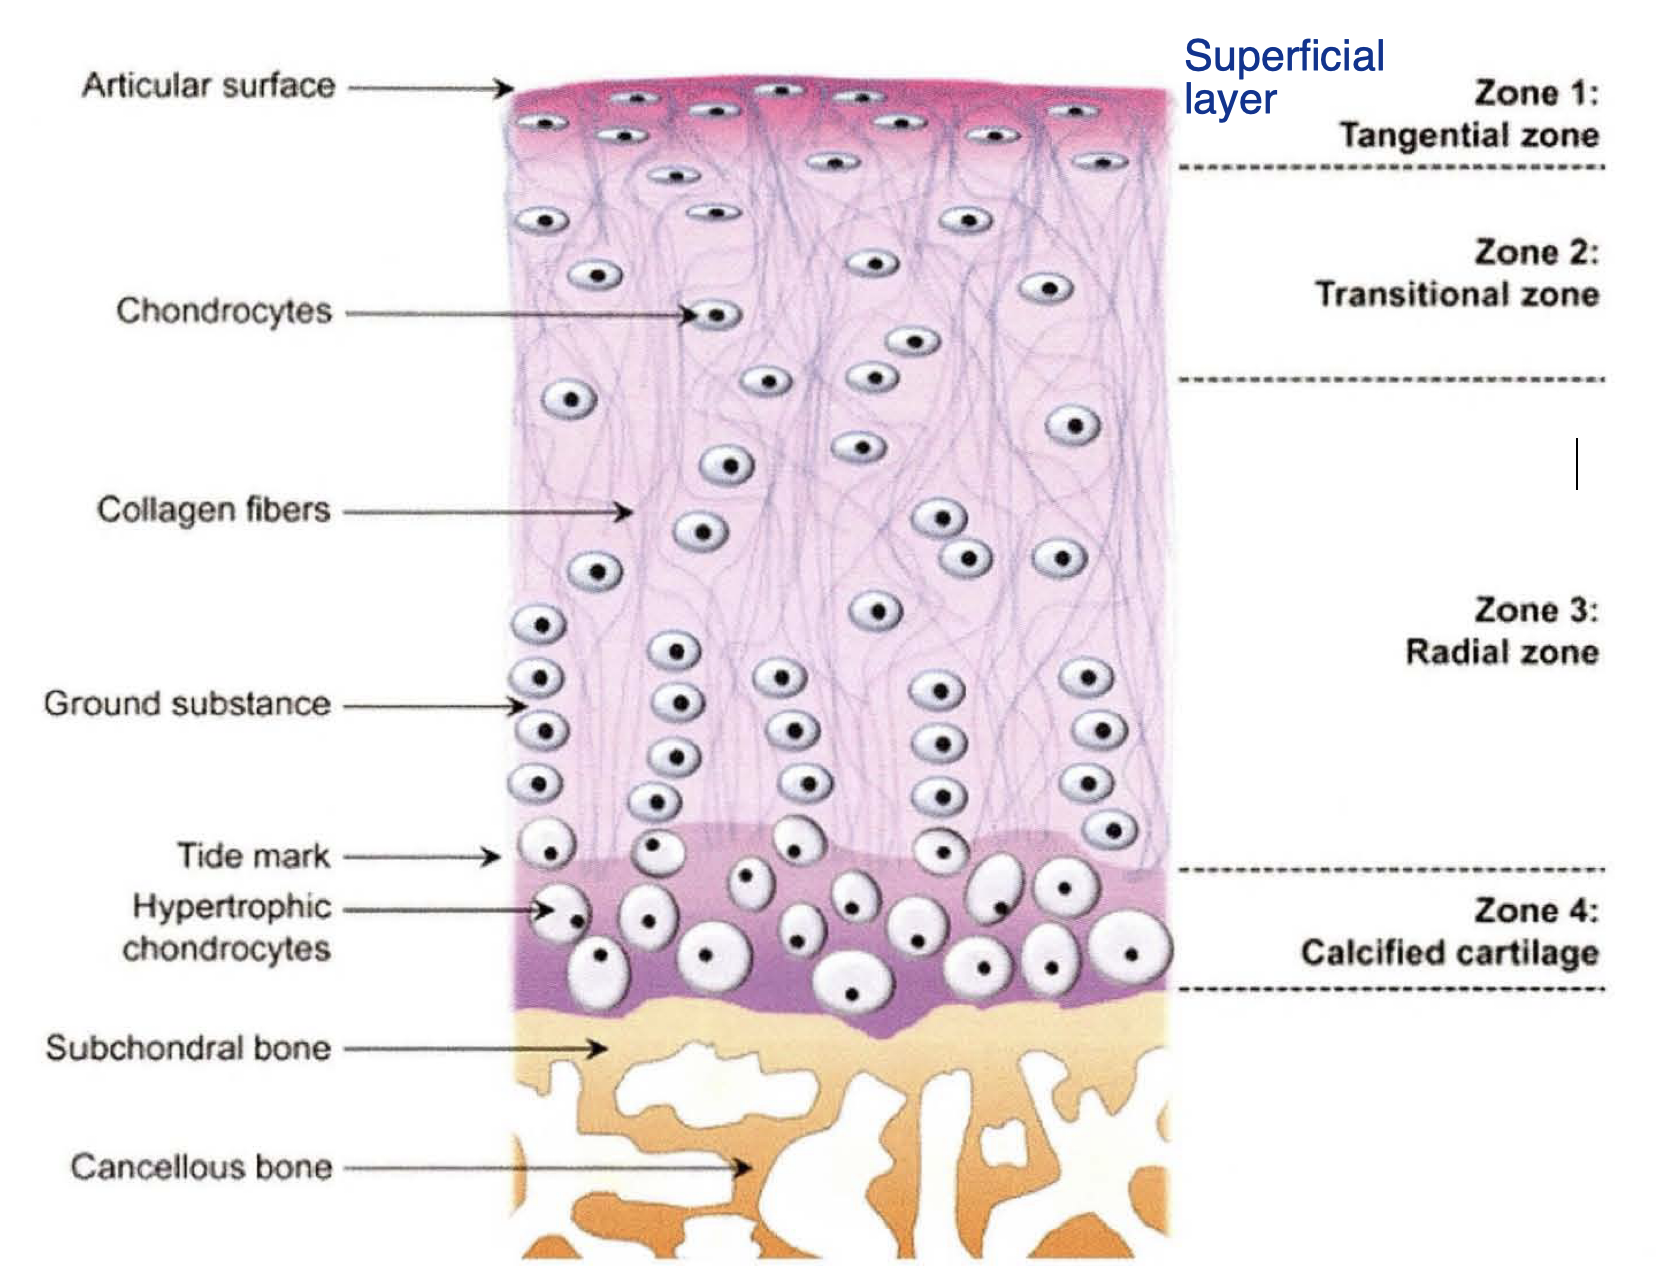 Superficial
layer
Articular surface
Zone 1:
Tangential zone
Zone 2:
Transitional zone
Chondrocytes
Collagen fibers
Zone 3:
Radial zone
Ground substance
Tide mark
Hypertrophic
chondrocytes
Zone 4:
Calcified cartilage
Subchondral bone
Cancellous bone